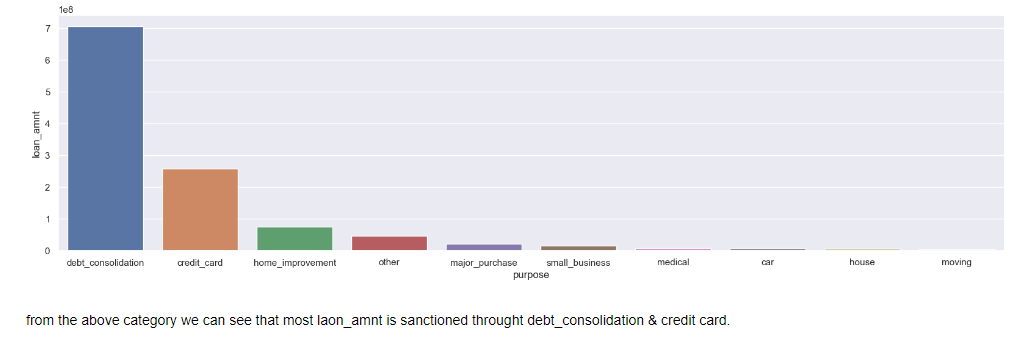 1e8
7
6
5
4
3
2
1
0
loan_amnt
debt_consolidation credit_card home_improvement other major_purchase small_business medical car house moving
purpose
from the above category we can see that most laon_amnt is sanctioned throught debt_consolidation & credit card.